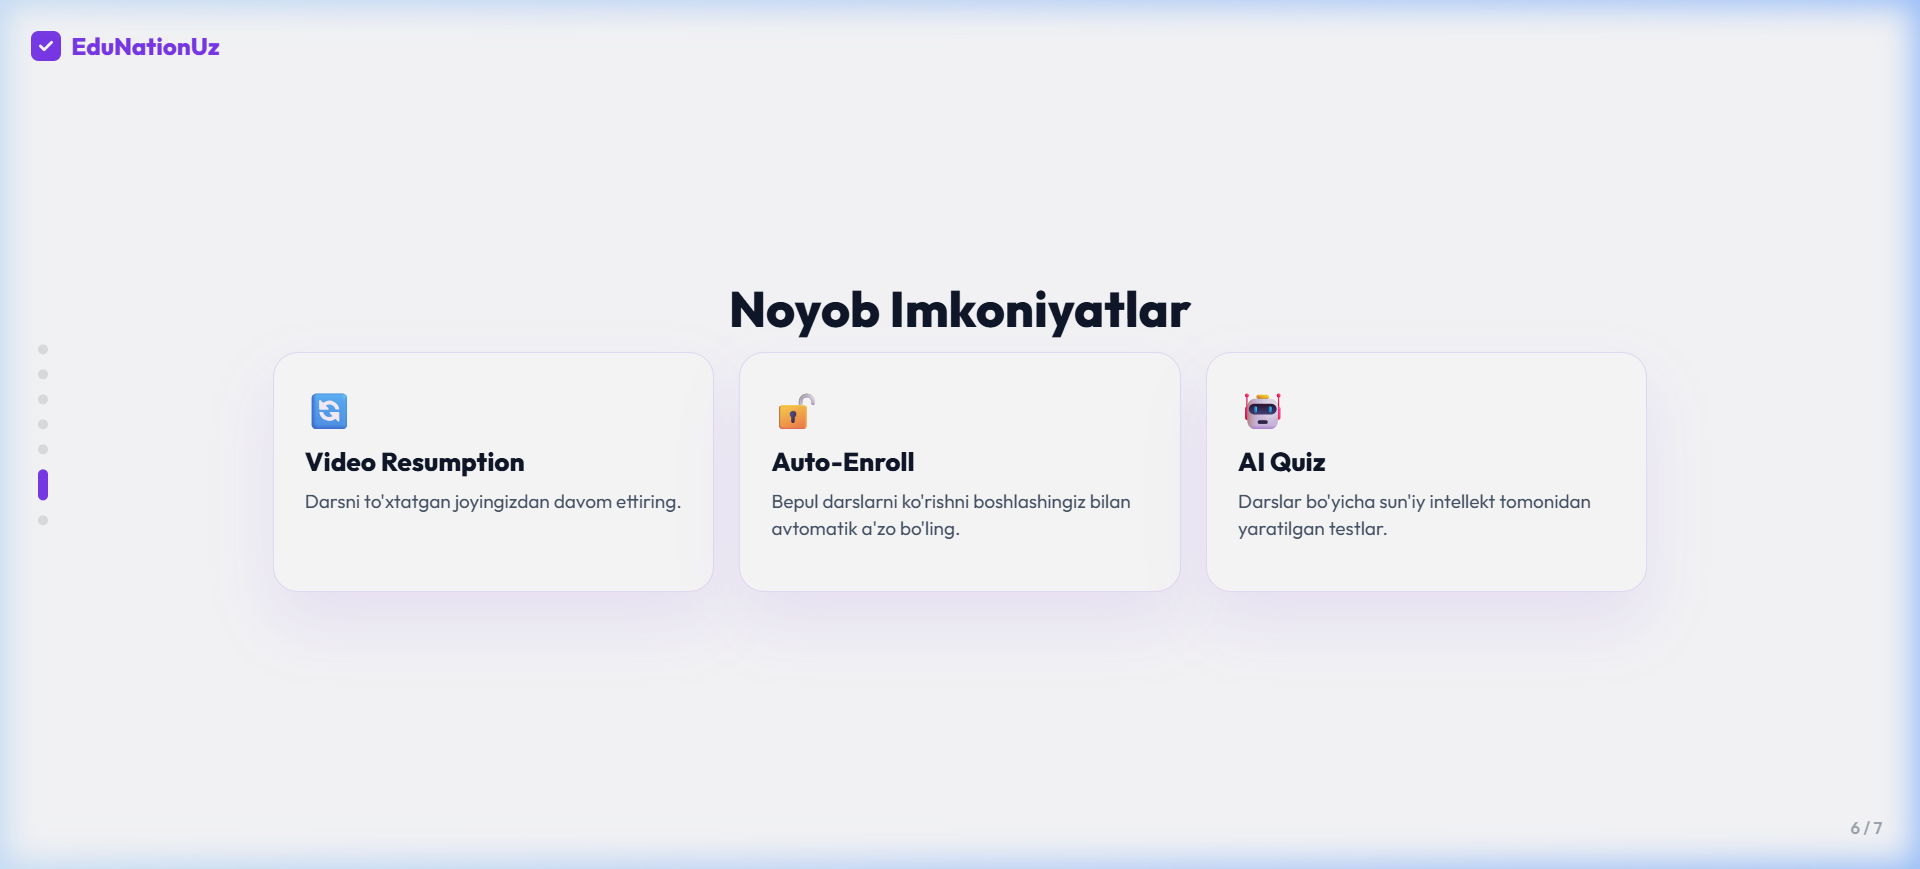 EduNationUz
Noyob Imkoniyatlar
Video Resumption
Darsni to'xtatgan joyingizdan davom ettiring.
Auto-Enroll
Bepul darslarni ko'rishni boshlashingiz bilan
avtomatik a'zo bo'ling.
AI Quiz
Darslar bo'yicha sun'iy intellekt tomonidan
yaratilgan testlar.
6 / 7